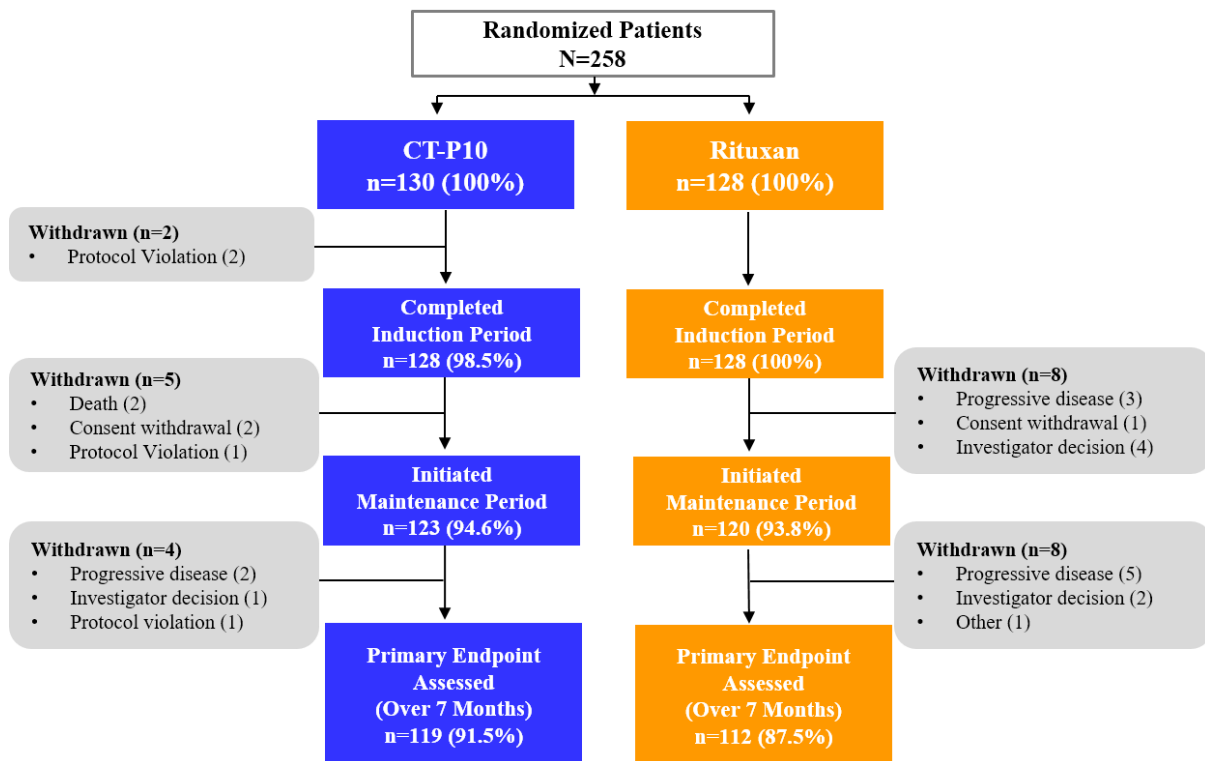 Randomized Patients
N=258
CT-P10
n=130 (100%)
Rituxan
n=128 (100%)
Withdrawn (n=2)
• Protocol Violation (2)
Completed
Induction Period
n=128 (98.5%)
Completed
Induction Period
n=128 (100%)
Withdrawn (n=5)
• Death (2)
• Consent withdrawal (2)
• Protocol Violation (1)
Withdrawn (n=8)
• Progressive disease (3)
• Consent withdrawal (1)
• Investigator decision (4)
Initiated
Maintenance Period
n=123 (94.6%)
Initiated
Maintenance Period
n=120 (93.8%)
Withdrawn (n=4)
• Progressive disease (2)
• Investigator decision (1)
• Protocol violation (1)
Withdrawn (n=8)
• Progressive disease (5)
• Investigator decision (2)
• Other (1)
Primary Endpoint
Assessed
(Over 7 Months)
n=119 (91.5%)
Primary Endpoint
Assessed
(Over 7 Months)
n=112 (87.5%)